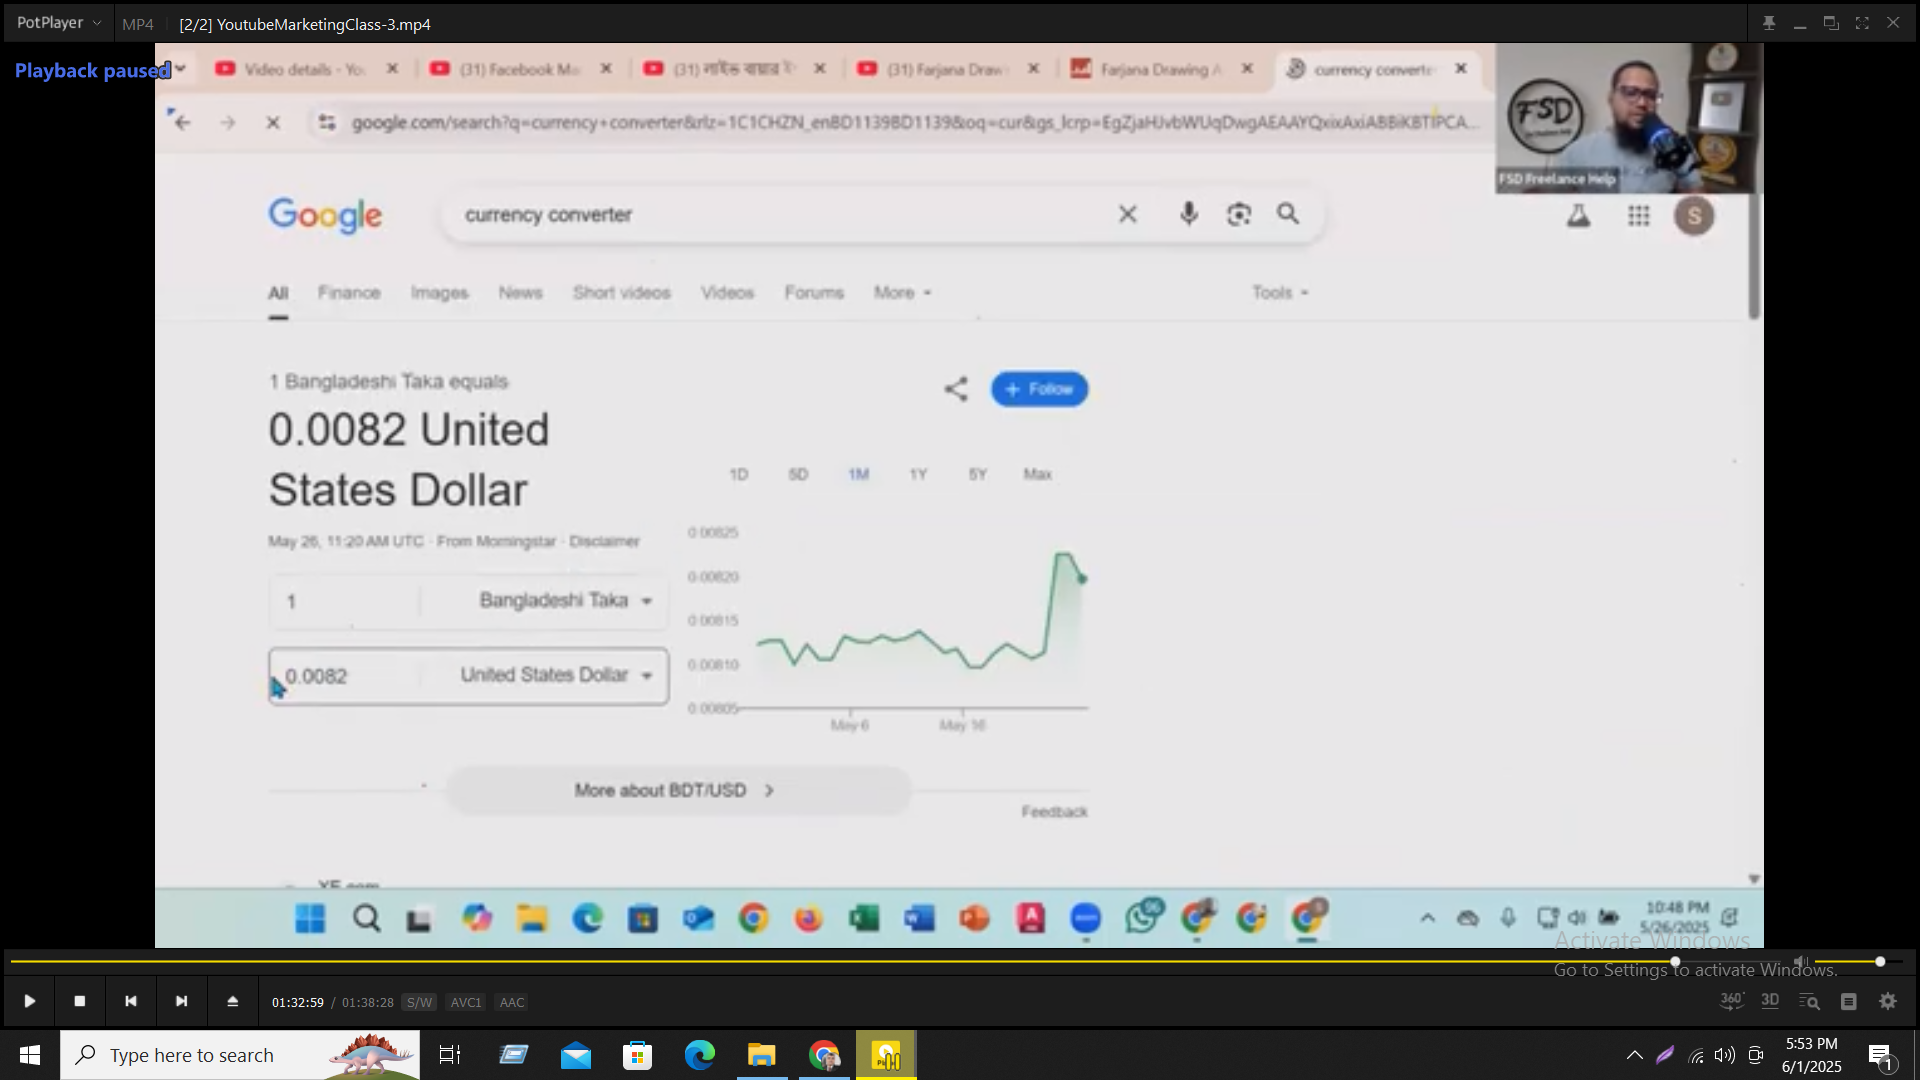 PotPlayer MP4 [2/2] YoutubeMarketingClass-3.mp4
Playback paused
Video details - Yo (31) Facebook Ma (31) লাইক বায়ার ই (31) Farjana Draw Farjana Drawing A currency converte
google.com/search?q=currency+converter&rlz=1C1CHZN_enBD1139BD1139&oq=cur&gs_lcrp=EgZjaHJvbWUqDwgAEAAYQxixAxiABBiKBTIPCA...
FSD
FSD Freelance Help
Google currency converter S
All Finance Images News Short videos Videos Forums More Tools
1 Bangladeshi Taka equals
+ Follow
0.0082 United
States Dollar
1D 5D 1M 1Y 5Y Max
May 26, 11:20 AM UTC · From Morningstar · Disclaimer
0.00825
0.00820
1 Bangladeshi Taka
0.00815
0.00810
0.0082 United States Dollar
0.00805
May 6 May 16
More about BDT/USD
Feedback
XE.com
10:48 PM
5/26/2025
Activate Windows
Go to Settings to activate Windows.
01:32:59 / 01:38:28 S/W AVC1 AAC
360° 3D
Type here to search
5:53 PM
6/1/2025
1